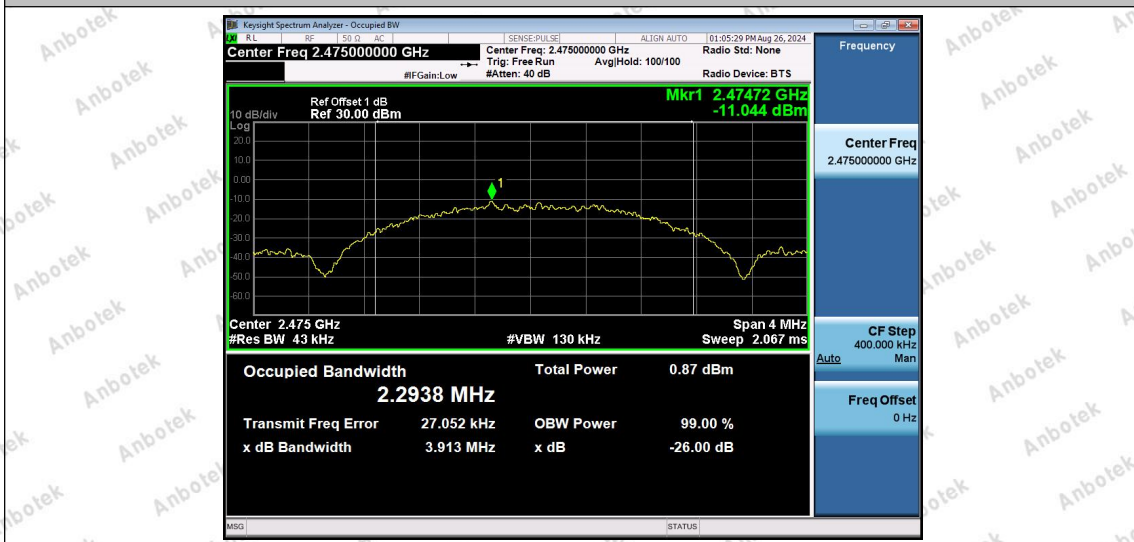 Keysight Spectrum Analyzer - Occupied BW
RL RF 50 Ω AC SENSE:PULSE ALIGN AUTO 01:05:29 PM Aug 26, 2024
Center Freq 2.475000000 GHz
Center Freq: 2.475000000 GHz
Radio Std: None
Trig: Free Run Avg|Hold: 100/100
#IFGain:Low #Atten: 40 dB Radio Device: BTS
Frequency
Mkr1 2.47472 GHz
-11.044 dBm
Ref Offset 1 dB
10 dB/div Ref 30.00 dBm
Log
20.0
10.0
0.00
-10.0
-20.0
-30.0
-40.0
-50.0
-60.0
1
Center 2.475 GHz Span 4 MHz
#Res BW 43 kHz #VBW 130 kHz Sweep 2.067 ms
Center Freq
2.475000000 GHz
CF Step
400.000 kHz
Auto Man
Freq Offset
0 Hz
Occupied Bandwidth Total Power 0.87 dBm
2.2938 MHz
Transmit Freq Error 27.052 kHz OBW Power 99.00 %
x dB Bandwidth 3.913 MHz x dB -26.00 dB
MSG STATUS
Anbotek